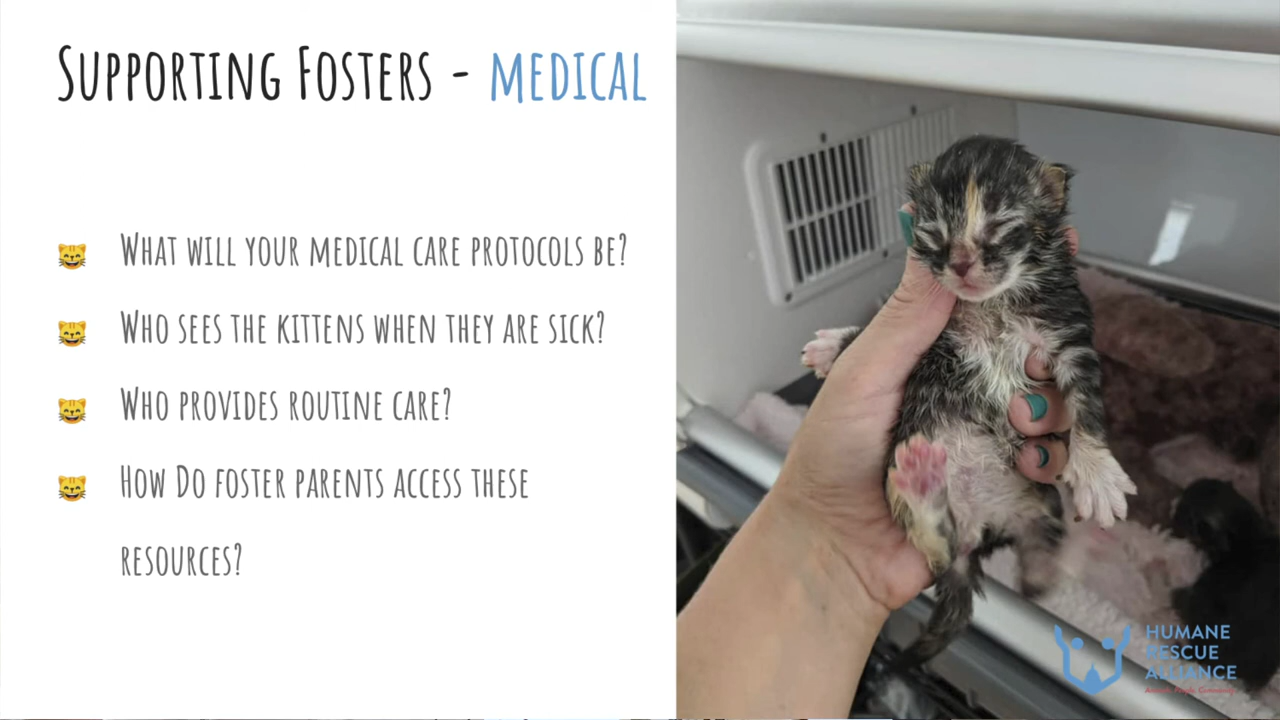 Supporting Fosters - medical
What will your medical care protocols be?
Who sees the kittens when they are sick?
Who provides routine care?
How Do foster parents access these
resources?
HUMANE
RESCUE
ALLIANCE